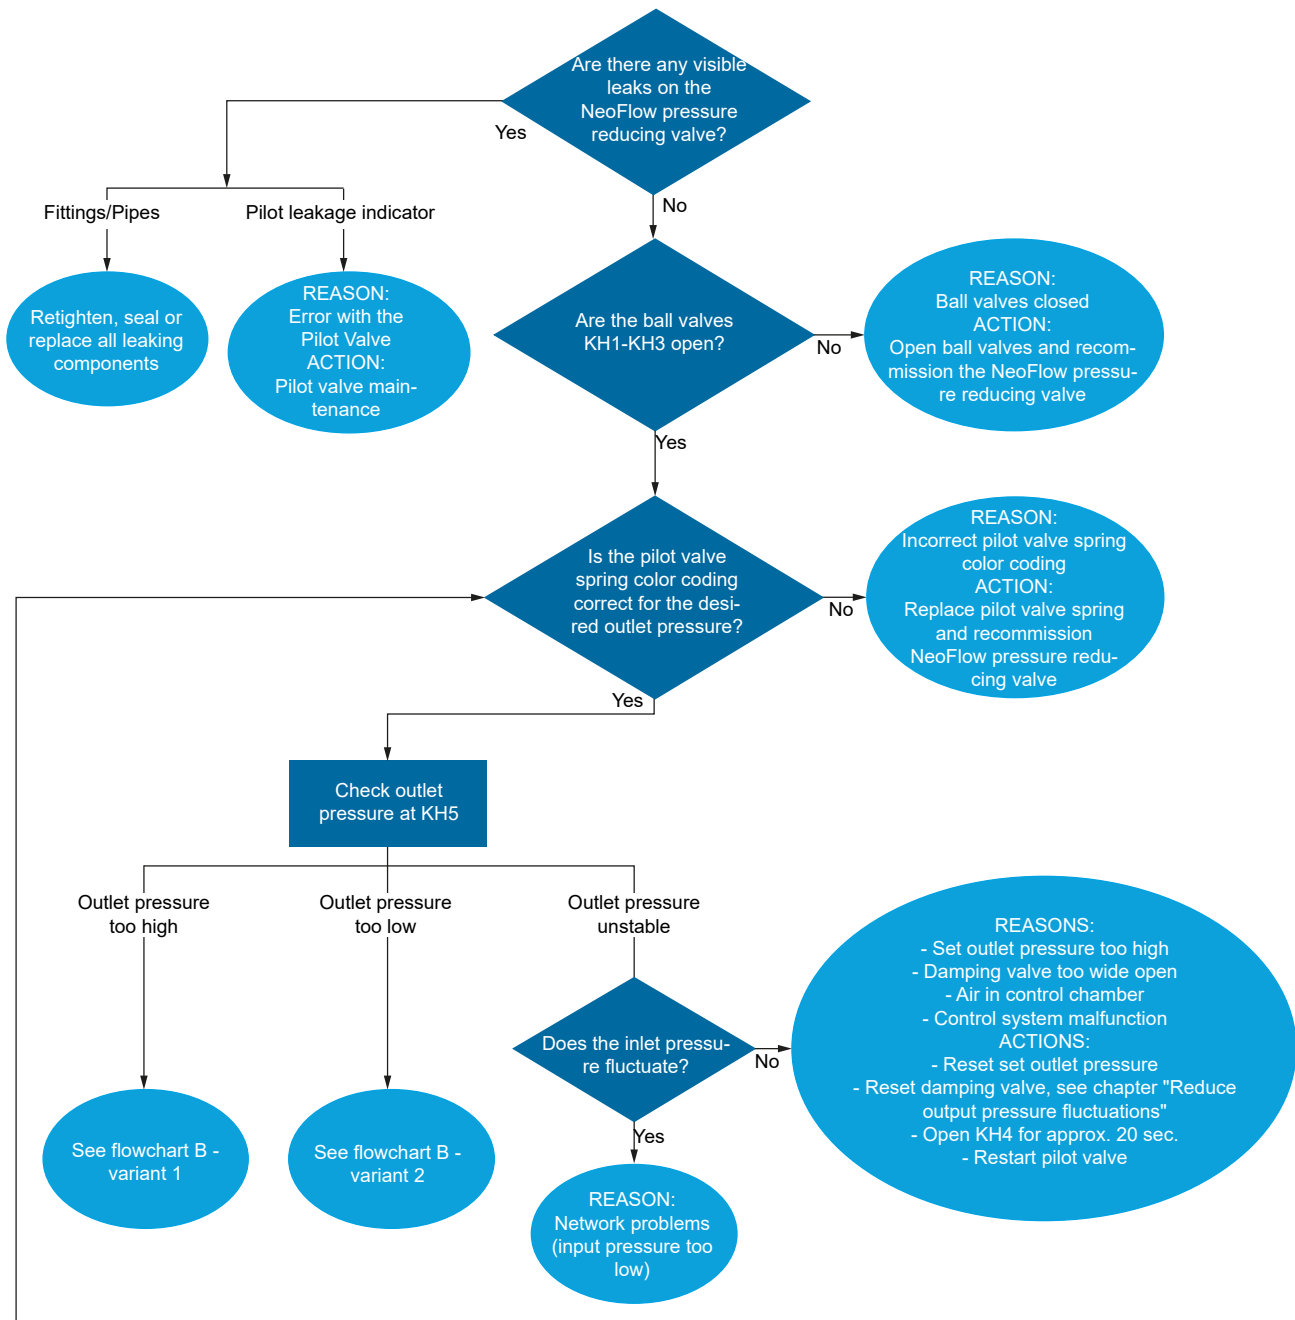 Are there any visible
leaks on the
NeoFlow pressure
reducing valve?
Yes
No
Fittings/Pipes
Pilot leakage indicator
Retighten, seal or
replace all leaking
components
REASON:
Error with the
Pilot Valve
ACTION:
Pilot valve main-
tenance
Are the ball valves
KH1-KH3 open?
No
Yes
REASON:
Ball valves closed
ACTION:
Open ball valves and recom-
mission the NeoFlow pressu-
re reducing valve
Is the pilot valve
spring color coding
correct for the desi-
red outlet pressure?
No
Yes
REASON:
Incorrect pilot valve spring
color coding
ACTION:
Replace pilot valve spring
and recommission
NeoFlow pressure redu-
cing valve
Check outlet
pressure at KH5
Outlet pressure
too high
Outlet pressure
too low
Outlet pressure
unstable
See flowchart B -
variant 1
See flowchart B -
variant 2
Does the inlet pressu-
re fluctuate?
No
Yes
REASON:
Network problems
(input pressure too
low)
REASONS:
- Set outlet pressure too high
- Damping valve too wide open
- Air in control chamber
- Control system malfunction
ACTIONS:
- Reset set outlet pressure
- Reset damping valve, see chapter "Reduce
output pressure fluctuations"
- Open KH4 for approx. 20 sec.
- Restart pilot valve